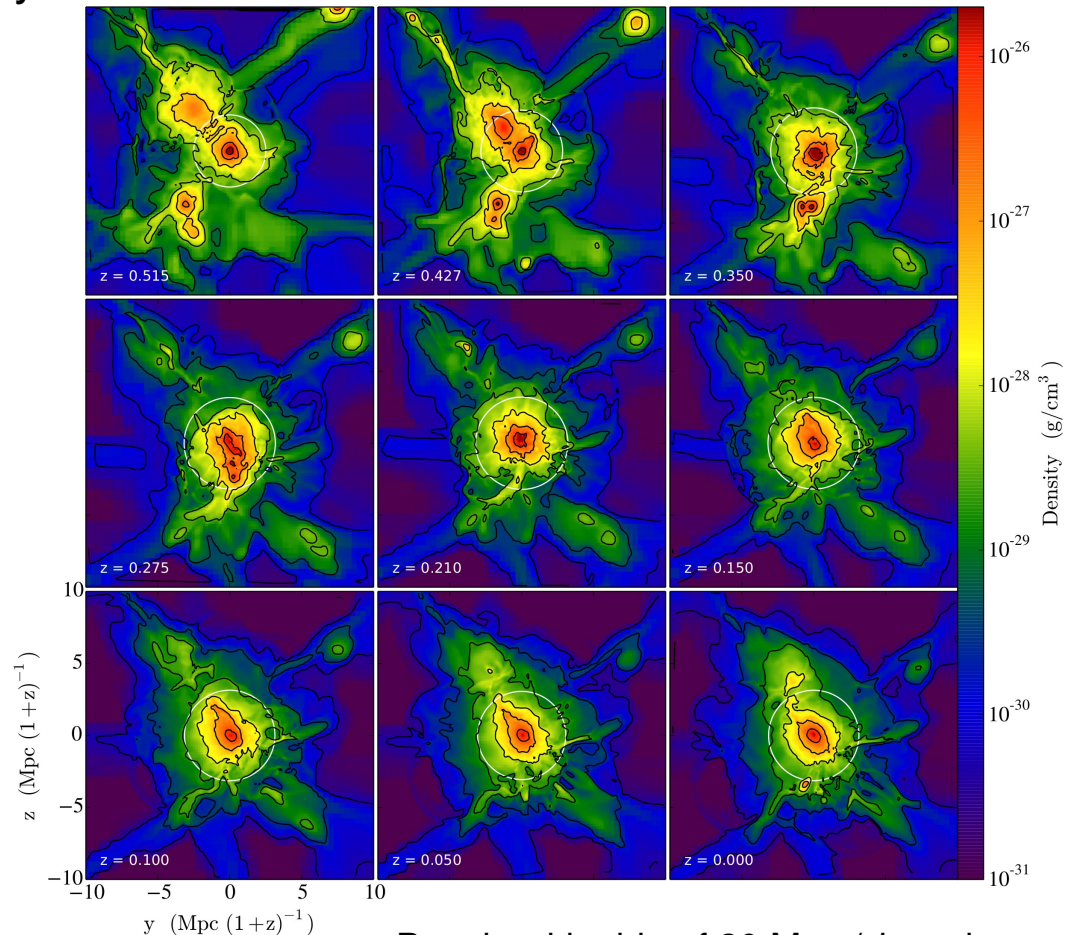 z = 0.515
z = 0.427
z = 0.350
z = 0.275
z = 0.210
z = 0.150
z = 0.100
z = 0.050
z = 0.000
10
5
0
−5
−10
z (Mpc (1+z)^−1)
−10 −5 0 5 10
y (Mpc (1+z)^−1)
10^-26
10^-27
10^-28
10^-29
10^-30
10^-31
Density (g/cm^3)